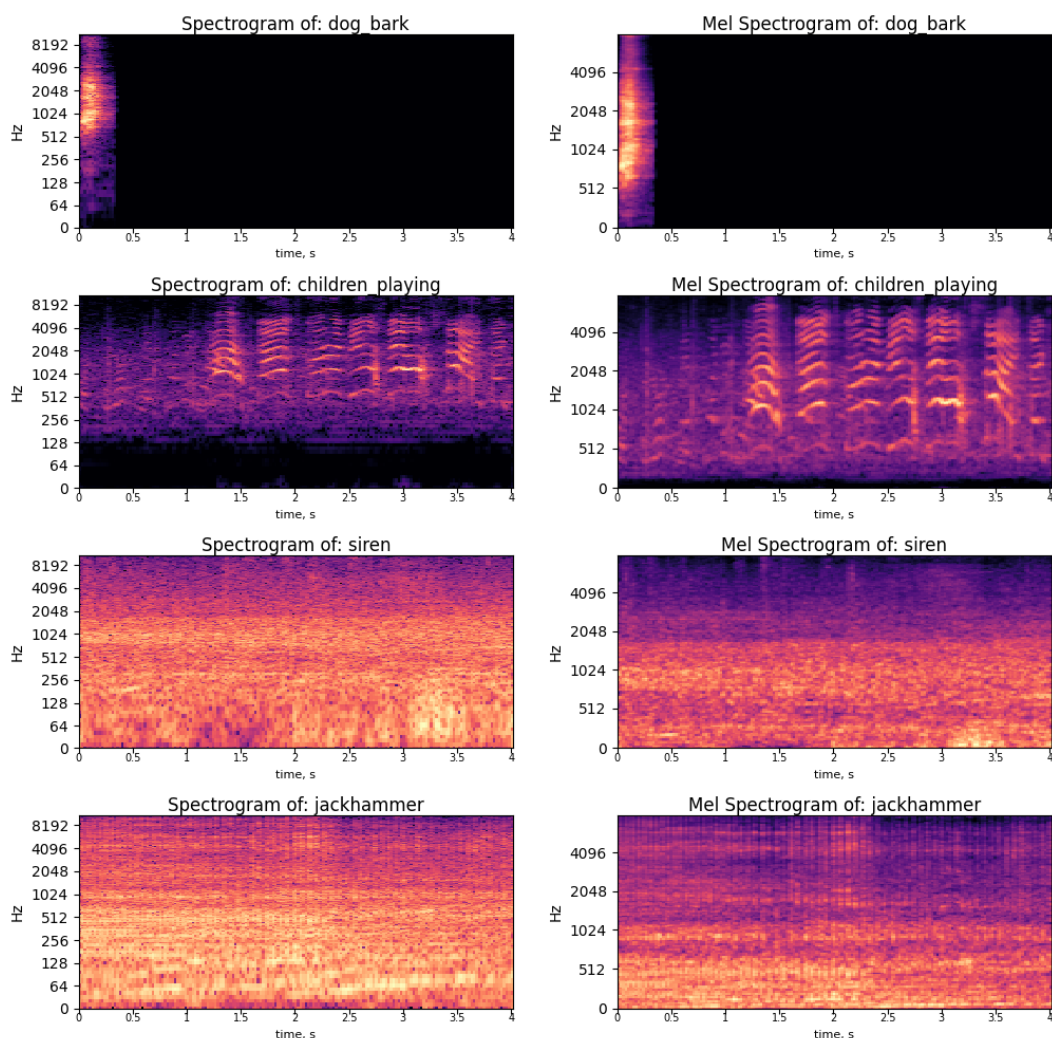 Spectrogram of: dog_bark
Hz
8192
4096
2048
1024
512
256
128
64
0
0 0.5 1 1.5 2 2.5 3 3.5 4
time, s
Mel Spectrogram of: dog_bark
Hz
4096
2048
1024
512
0
0 0.5 1 1.5 2 2.5 3 3.5 4
time, s
Spectrogram of: children_playing
Hz
8192
4096
2048
1024
512
256
128
64
0
0 0.5 1 1.5 2 2.5 3 3.5 4
time, s
Mel Spectrogram of: children_playing
Hz
4096
2048
1024
512
0
0 0.5 1 1.5 2 2.5 3 3.5 4
time, s
Spectrogram of: siren
Hz
8192
4096
2048
1024
512
256
128
64
0
0 0.5 1 1.5 2 2.5 3 3.5 4
time, s
Mel Spectrogram of: siren
Hz
4096
2048
1024
512
0
0 0.5 1 1.5 2 2.5 3 3.5 4
time, s
Spectrogram of: jackhammer
Hz
8192
4096
2048
1024
512
256
128
64
0
0 0.5 1 1.5 2 2.5 3 3.5 4
time, s
Mel Spectrogram of: jackhammer
Hz
4096
2048
1024
512
0
0 0.5 1 1.5 2 2.5 3 3.5 4
time, s